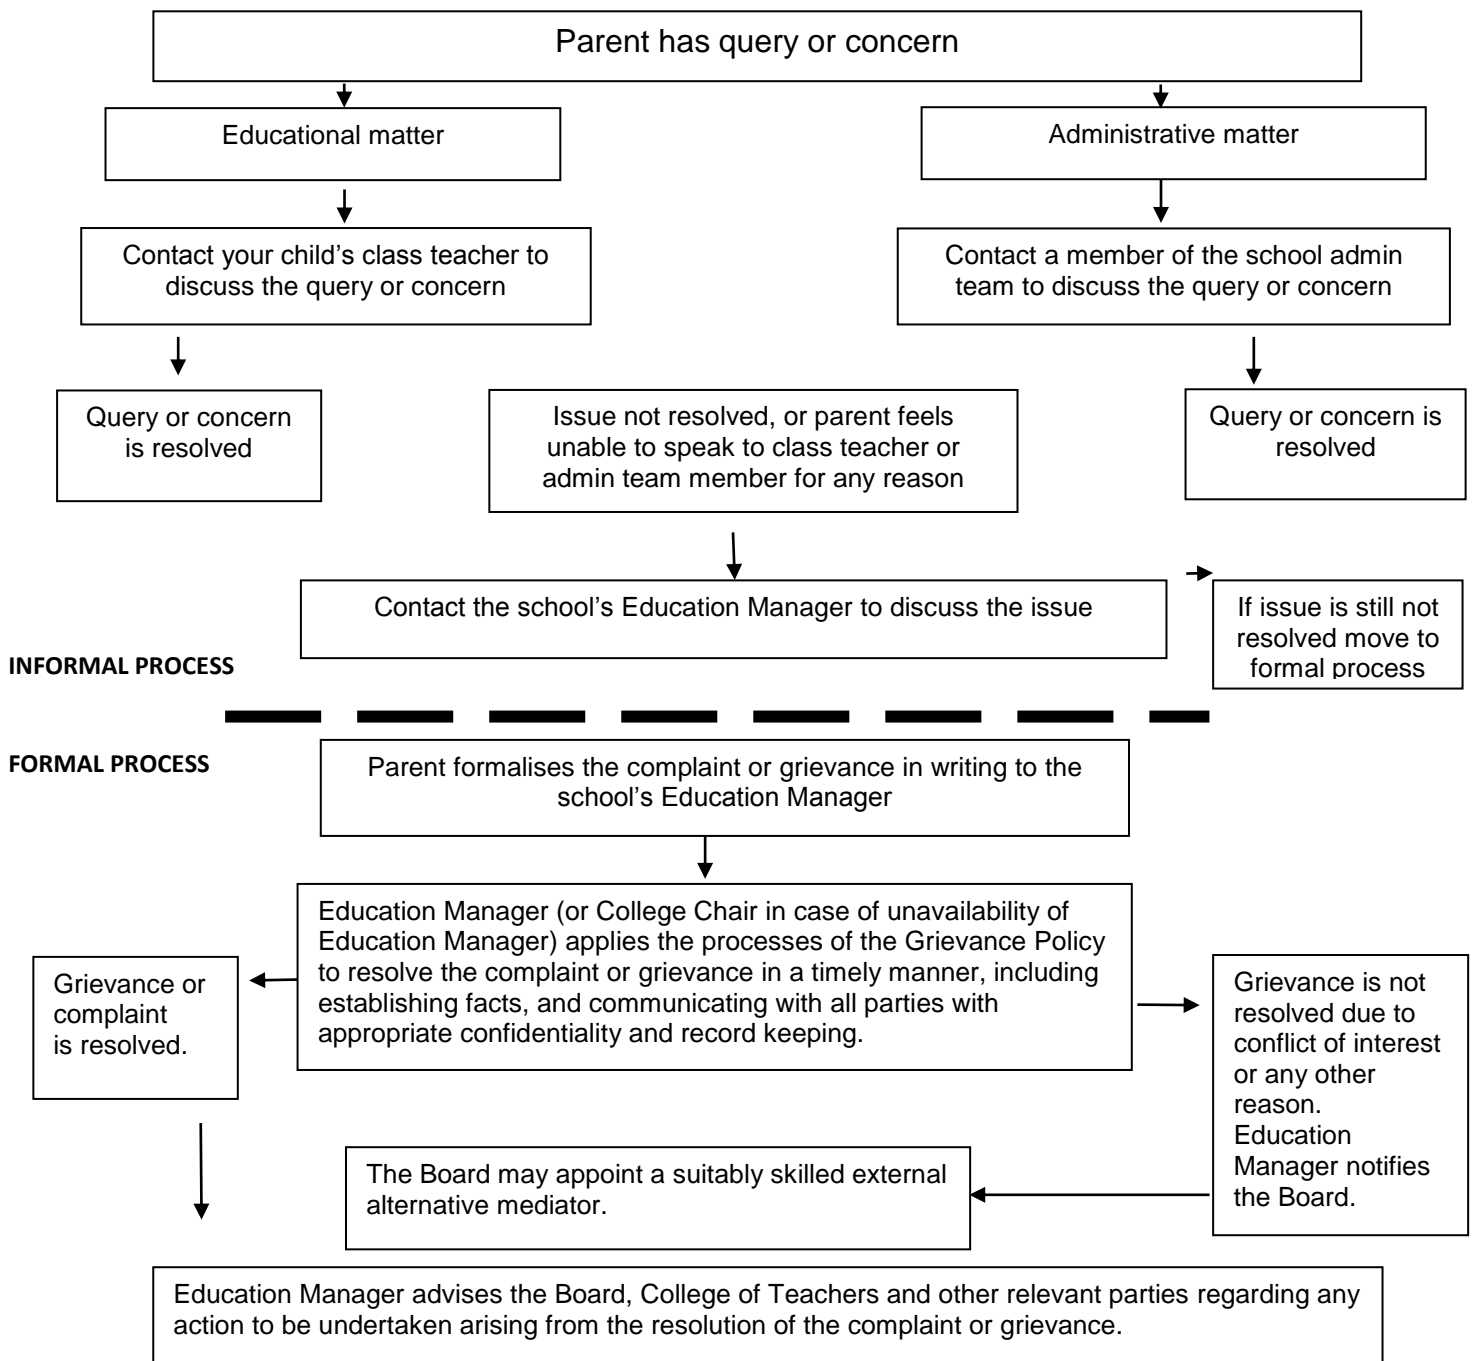 Parent has query or concern
Educational matter
Administrative matter
Contact your child’s class teacher to
discuss the query or concern
Contact a member of the school admin
team to discuss the query or concern
Query or concern
is resolved
Issue not resolved, or parent feels
unable to speak to class teacher or
admin team member for any reason
Query or concern is
resolved
Contact the school’s Education Manager to discuss the issue
If issue is still not
resolved move to
formal process
INFORMAL PROCESS
FORMAL PROCESS
Parent formalises the complaint or grievance in writing to the
school’s Education Manager
Education Manager (or College Chair in case of unavailability of
Education Manager) applies the processes of the Grievance Policy
to resolve the complaint or grievance in a timely manner, including
establishing facts, and communicating with all parties with
appropriate confidentiality and record keeping.
Grievance or
complaint
is resolved.
Grievance is not
resolved due to
conflict of interest
or any other
reason.
Education
Manager notifies
the Board.
The Board may appoint a suitably skilled external
alternative mediator.
Education Manager advises the Board, College of Teachers and other relevant parties regarding any
action to be undertaken arising from the resolution of the complaint or grievance.